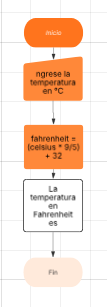 Inicio
ngrese la
temperatura
en °C
fahrenheit =
(celsius * 9/5)
+ 32
La
temperatura
en
Fahrenheit
es
Fin